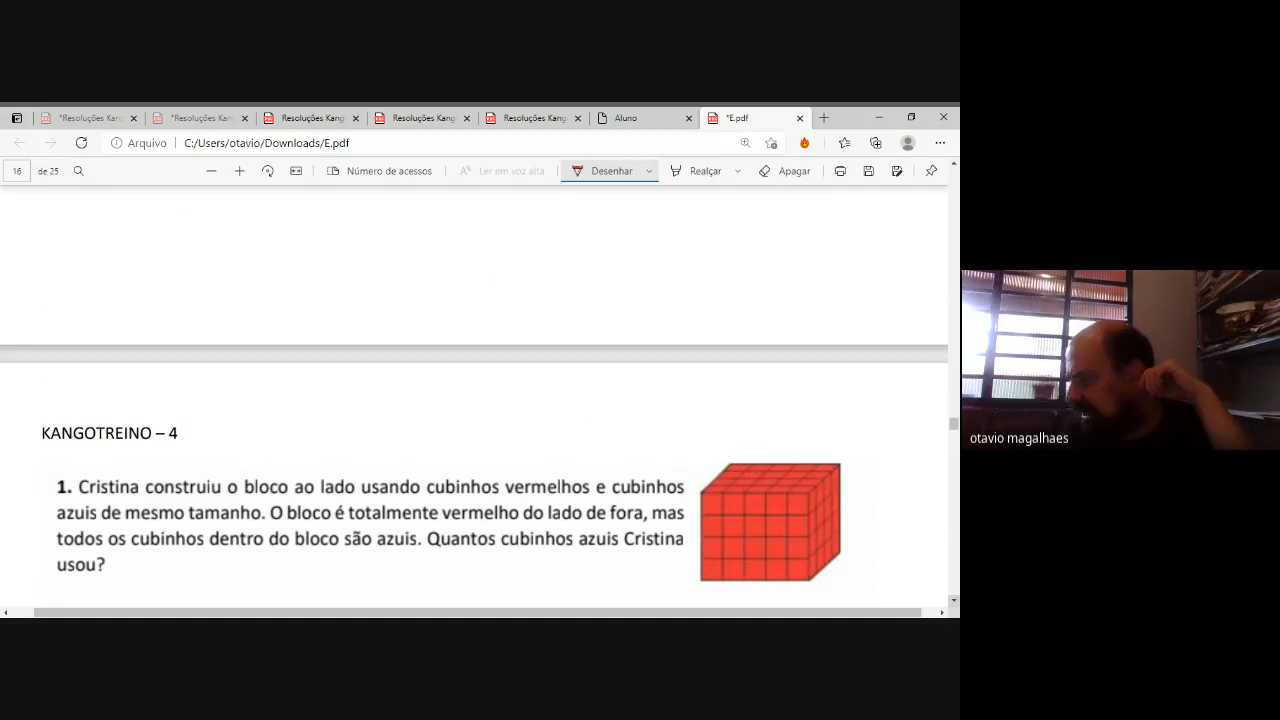 *Resoluções Kang
*Resoluções Kang
Resoluções Kang
Resoluções Kang
Resoluções Kang
Aluno
*E.pdf
Arquivo C:/Users/otavio/Downloads/E.pdf
16 de 25
Número de acessos
Ler em voz alta
Desenhar
Realçar
Apagar
KANGOTREINO – 4
1. Cristina construiu o bloco ao lado usando cubinhos vermelhos e cubinhos
azuis de mesmo tamanho. O bloco é totalmente vermelho do lado de fora, mas
todos os cubinhos dentro do bloco são azuis. Quantos cubinhos azuis Cristina
usou?
otavio magalhaes